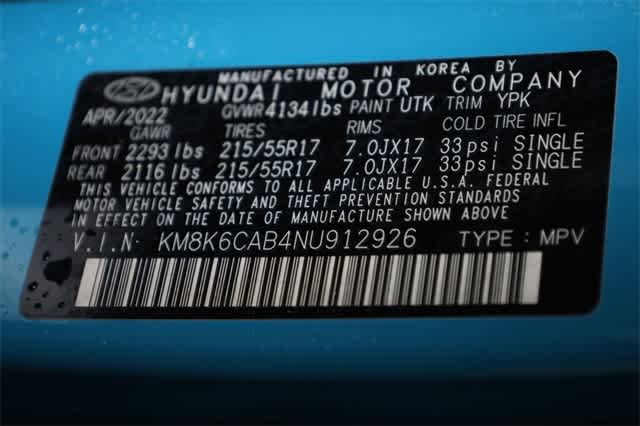 MANUFACTURED IN KOREA BY
HYUNDAI MOTOR COMPANY
APR/2022 GVWR 4134lbs PAINT UTK TRIM YPK
GAWR TIRES RIMS COLD TIRE INFL
FRONT 2293 lbs 215/55R17 7.0JX17 33psi SINGLE
REAR 2116 lbs 215/55R17 7.0JX17 33psi SINGLE
THIS VEHICLE CONFORMS TO ALL APPLICABLE U.S.A. FEDERAL
MOTOR VEHICLE SAFETY AND THEFT PREVENTION STANDARDS
IN EFFECT ON THE DATE OF MANUFACTURE SHOWN ABOVE.
V.I.N: KM8K6CAB4NU912926 TYPE : MPV